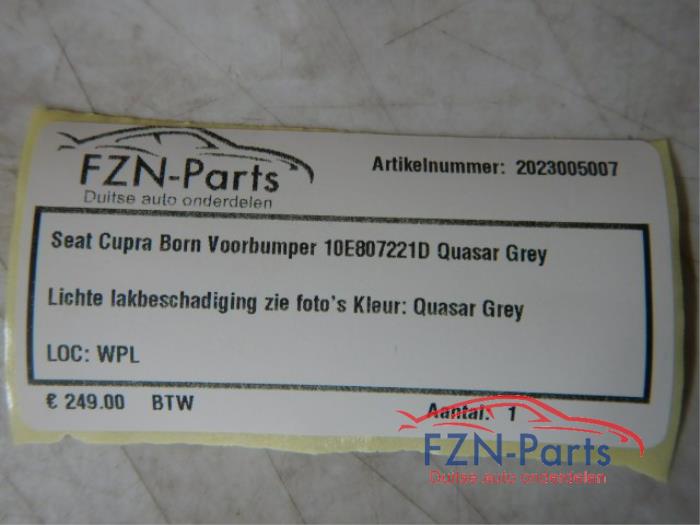 FZN-Parts
Duitse auto onderdelen
Artikelnummer: 2023005007
Seat Cupra Born Voorbumper 10E807221D Quasar Grey
Lichte lakbeschadiging zie foto's Kleur: Quasar Grey
LOC: WPL
€ 249.00 BTW
Aantal: 1
FZN-Parts
Duitse auto onderdelen